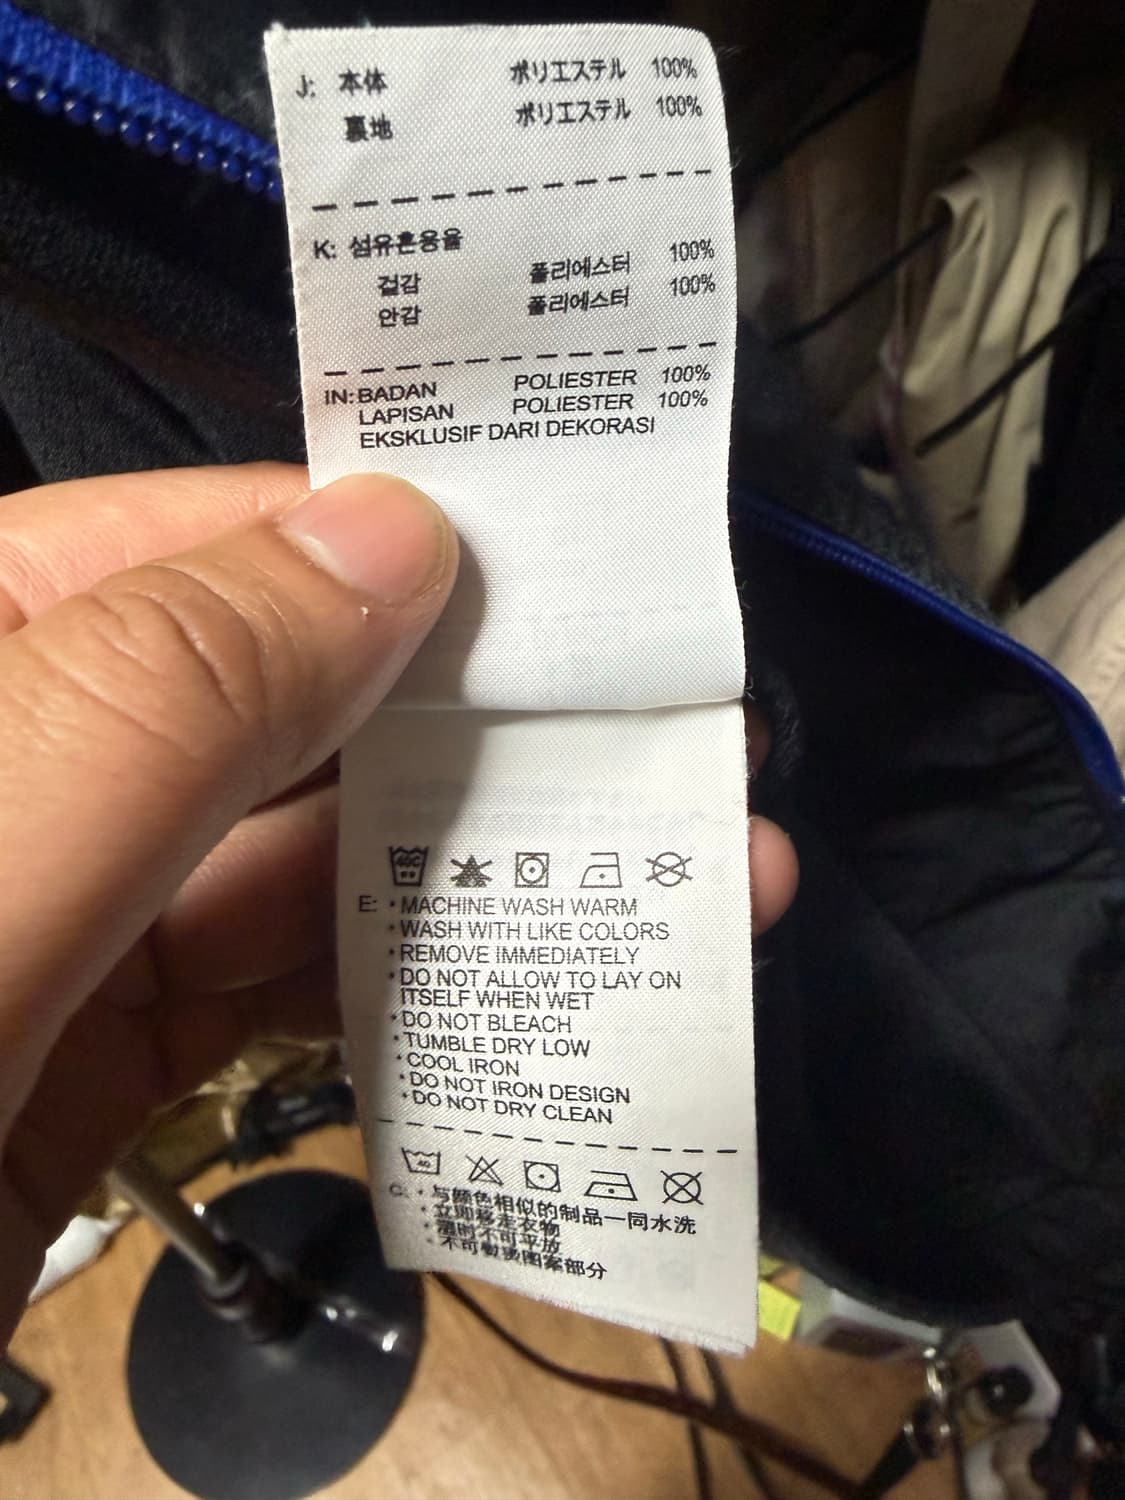 J: 本体 ポリエステル 100%
裏地 ポリエステル 100%
K: 섬유혼용율
겉감 폴리에스터 100%
안감 폴리에스터 100%
IN: BADAN POLIESTER 100%
LAPISAN POLIESTER 100%
EKSKLUSIF DARI DEKORASI
40C
E: • MACHINE WASH WARM
• WASH WITH LIKE COLORS
• REMOVE IMMEDIATELY
• DO NOT ALLOW TO LAY ON
ITSELF WHEN WET
• DO NOT BLEACH
• TUMBLE DRY LOW
• COOL IRON
• DO NOT IRON DESIGN
• DO NOT DRY CLEAN
40
C: • 与颜色相似的制品一同水洗
• 立即移走衣物
• 潮时不可平放
• 不可熨烫图案部分